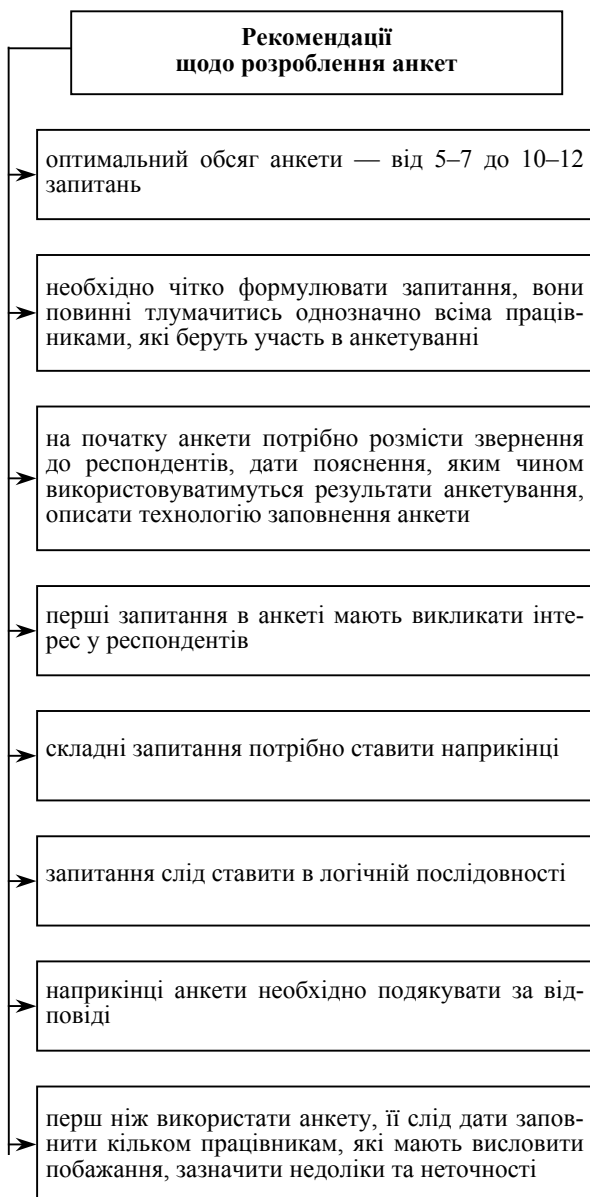 Рекомендації
щодо розроблення анкет
оптимальний обсяг анкети — від 5–7 до 10–12
запитань
необхідно чітко формулювати запитання, вони
повинні тлумачитись однозначно всіма праців-
никами, які беруть участь в анкетуванні
на початку анкети потрібно розмісти звернення
до респондентів, дати пояснення, яким чином
використовуватимуться результати анкетування,
описати технологію заповнення анкети
перші запитання в анкеті мають викликати інте-
рес у респондентів
складні запитання потрібно ставити наприкінці
запитання слід ставити в логічній послідовності
наприкінці анкети необхідно подякувати за від-
повіді
перш ніж використати анкету, її слід дати запов-
нити кільком працівникам, які мають висловити
побажання, зазначити недоліки та неточності